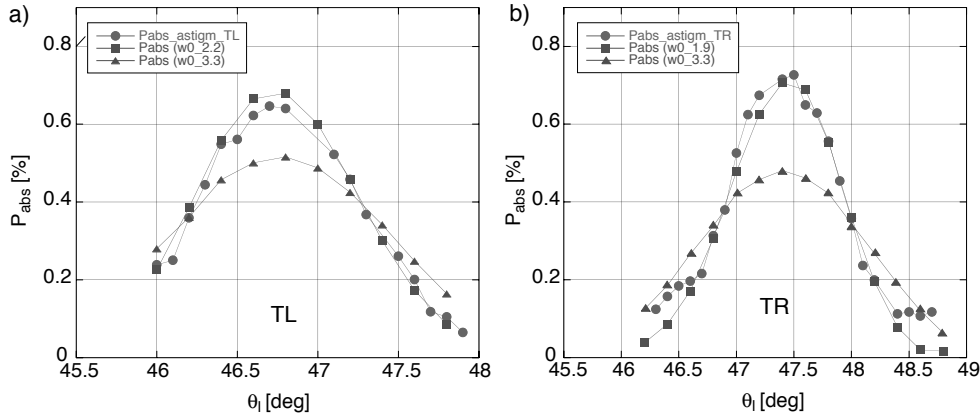 a)
Pabs_astigm_TL
Pabs (w0_2.2)
Pabs (w0_3.3)
0.8
0.6
0.4
0.2
0
P_abs [%]
TL
45.5 46 46.5 47 47.5 48
θ_l [deg]
b)
Pabs_astigm_TR
Pabs (w0_1.9)
Pabs (w0_3.3)
0.8
0.6
0.4
0.2
0
P_abs [%]
TR
45.5 46 46.5 47 47.5 48 48.5 49
θ_l [deg]